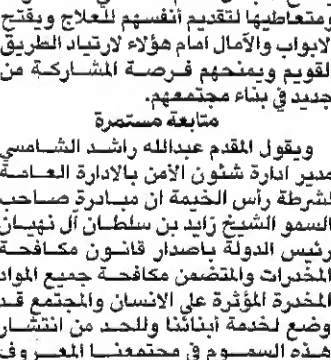 ومتعاطيها لتقديم أنفسهم للعلاج ويفتح
الابواب والآمال امام هؤلاء لارتياد الطريق
القويم ويمنحهم فرصة المشاركة من
جديد في بناء مجتمعهم.
متابعة مستمرة
ويقول المقدم عبدالله راشد الشامسي
مدير ادارة شئون الأمن بالادارة العامة
لشرطة رأس الخيمة ان مبادرة صاحب
السمو الشيخ زايد بن سلطان آل نهيان
رئيس الدولة باصدار قانون مكافحة
المخدرات والمتضمن مكافحة جميع المواد
المخدرة المؤثرة على الانسان والمجتمع قد
وضع لخدمة أبنائنا وللحد من انتشار
هذه السموم في مجتمعنا المعروف